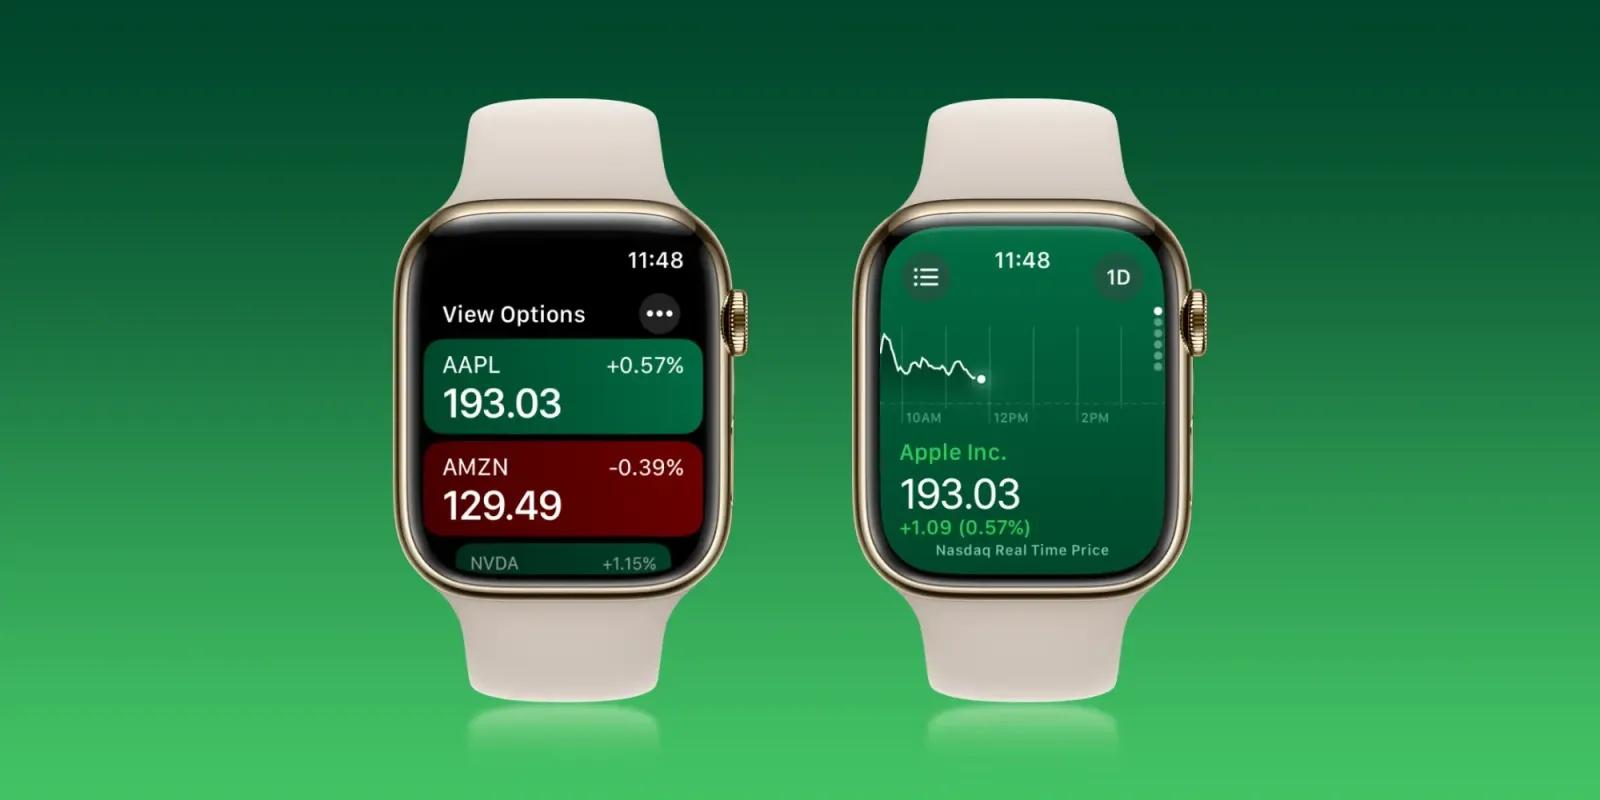 11:48
View Options
AAPL +0.57%
193.03
AMZN -0.39%
129.49
NVDA +1.15%
11:48
1D
10AM 12PM 2PM
Apple Inc.
193.03
+1.09 (0.57%)
Nasdaq Real Time Price